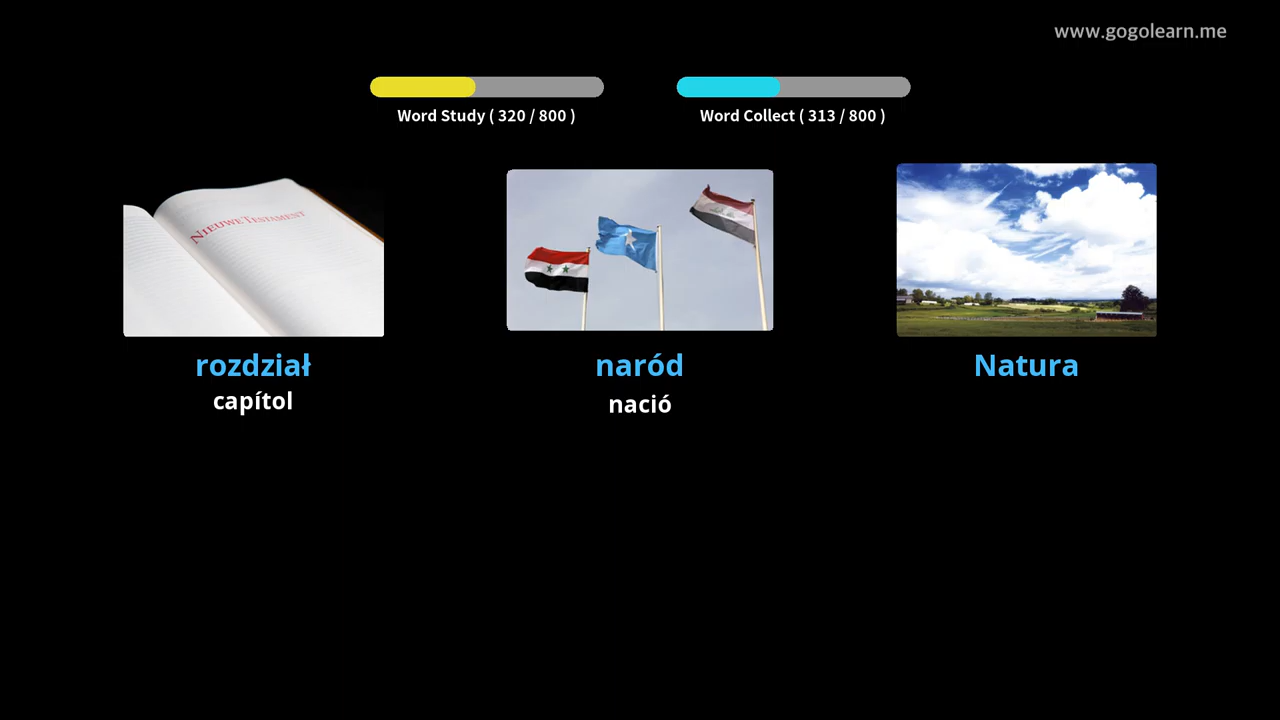 www.gogolearn.me
Word Study ( 320 / 800 )
Word Collect ( 313 / 800 )
NIEUWE TESTAMENT
rozdział
capítol
naród
nació
Natura